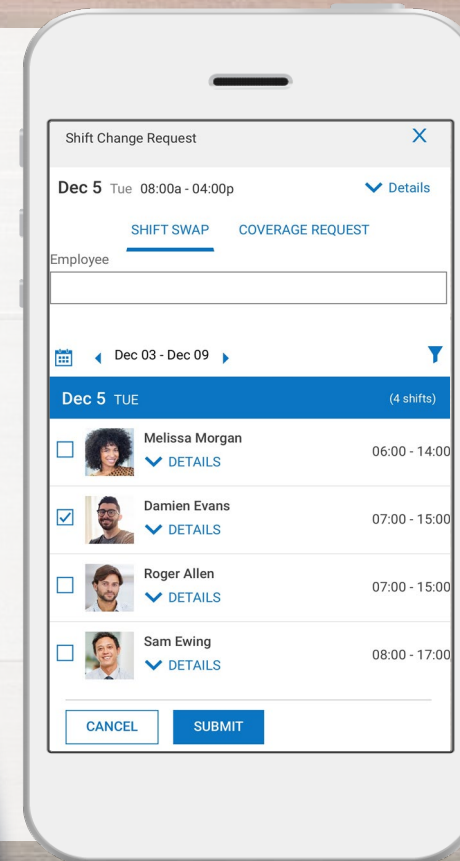 Shift Change Request X
Dec 5 Tue 08:00a - 04:00p Details
SHIFT SWAP COVERAGE REQUEST
Employee
Dec 03 - Dec 09
Dec 5 TUE (4 shifts)
Melissa Morgan
DETAILS
06:00 - 14:00
Damien Evans
DETAILS
07:00 - 15:00
Roger Allen
DETAILS
07:00 - 15:00
Sam Ewing
DETAILS
08:00 - 17:00
CANCEL SUBMIT